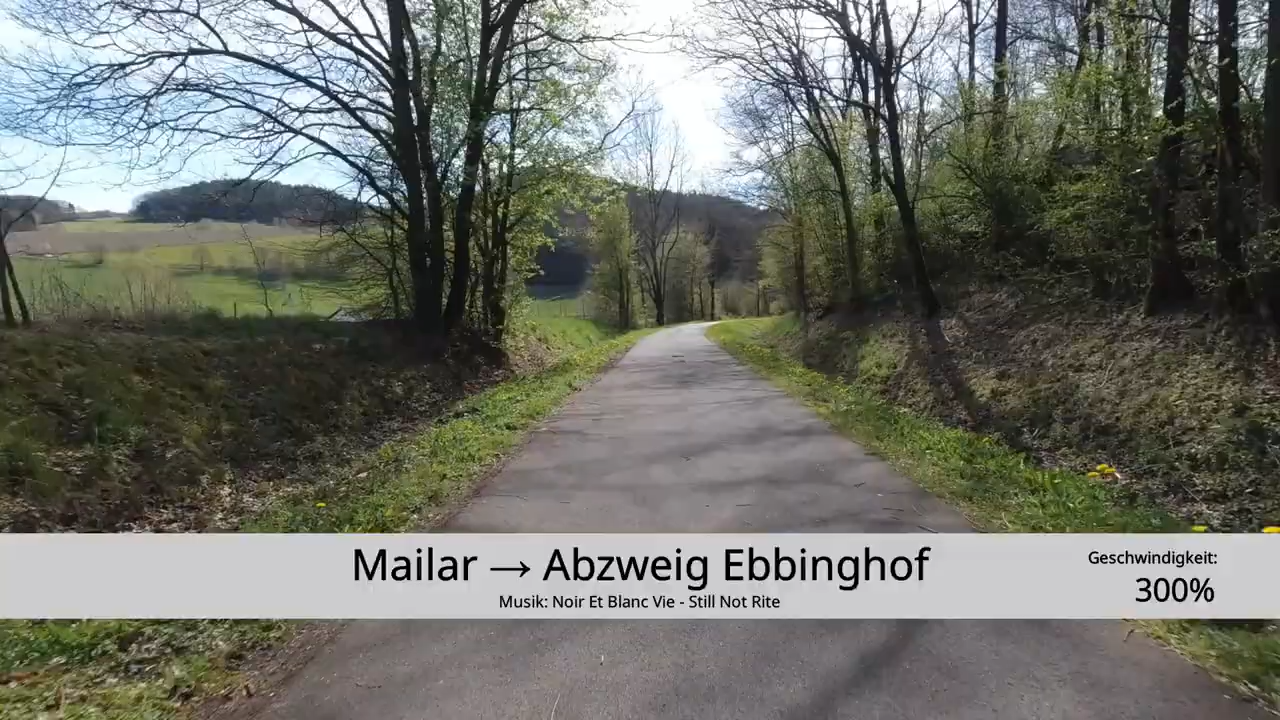 Mailar → Abzweig Ebbinghof
Musik: Noir Et Blanc Vie - Still Not Rite
Geschwindigkeit:
300%